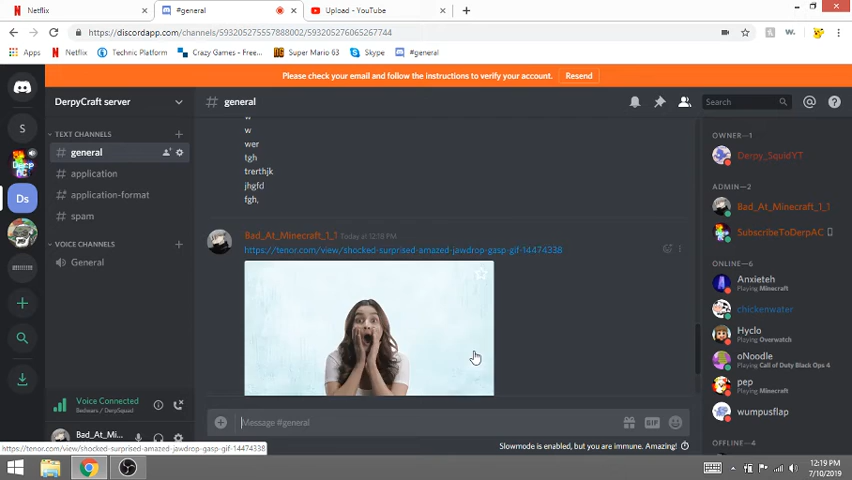 Netflix
#general
Upload - YouTube
https://discordapp.com/channels/593205275557888002/593205276065267744
Apps
Netflix
Technic Platform
Crazy Games - Free...
Super Mario 63
Skype
#general
Please check your email and follow the instructions to verify your account.
Resend
DerpyCraft server
# general
Search
TEXT CHANNELS
# general
# application
# application-format
# spam
VOICE CHANNELS
General
S
Ds
w
w
wer
tgh
trerthjk
jhgfd
fgh,
Bad_At_Minecraft_1_1 Today at 12:18 PM
https://tenor.com/view/shocked-surprised-amazed-jawdrop-gasp-gif-14474338
OWNER—1
Derpy_SquidYT
ADMIN—2
Bad_At_Minecraft_1_1
SubscribeToDerpAC
ONLINE—6
Anxieteh
Playing Minecraft
chickenwater
Hyclo
Playing Overwatch
oNoodle
Playing Call of Duty Black Ops 4
pep
Playing Minecraft
wumpusflap
OFFLINE—4
Voice Connected
Bedwars / DerpSquad
Bad_At_Mi...
Message #general
GIF
Slowmode is enabled, but you are immune. Amazing!
https://tenor.com/view/shocked-surprised-amazed-jawdrop-gasp-gif-14474338
12:19 PM
7/10/2019